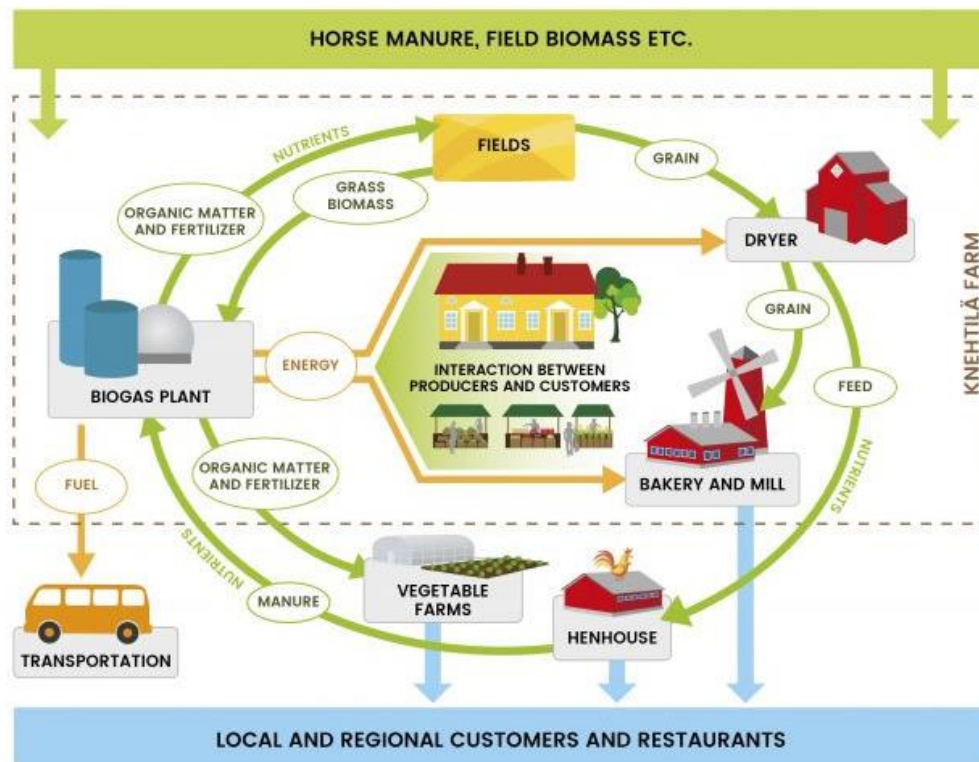 HORSE MANURE, FIELD BIOMASS ETC.
NUTRIENTS
FIELDS
GRAIN
GRASS
BIOMASS
ORGANIC MATTER
AND FERTILIZER
DRYER
KNEHTILÄ FARM
GRAIN
ENERGY
INTERACTION BETWEEN
PRODUCERS AND CUSTOMERS
BIOGAS PLANT
FEED
ORGANIC MATTER
AND FERTILIZER
FUEL
BAKERY AND MILL
NUTRIENTS
NUTRIENTS
MANURE
VEGETABLE
FARMS
HENHOUSE
TRANSPORTATION
LOCAL AND REGIONAL CUSTOMERS AND RESTAURANTS